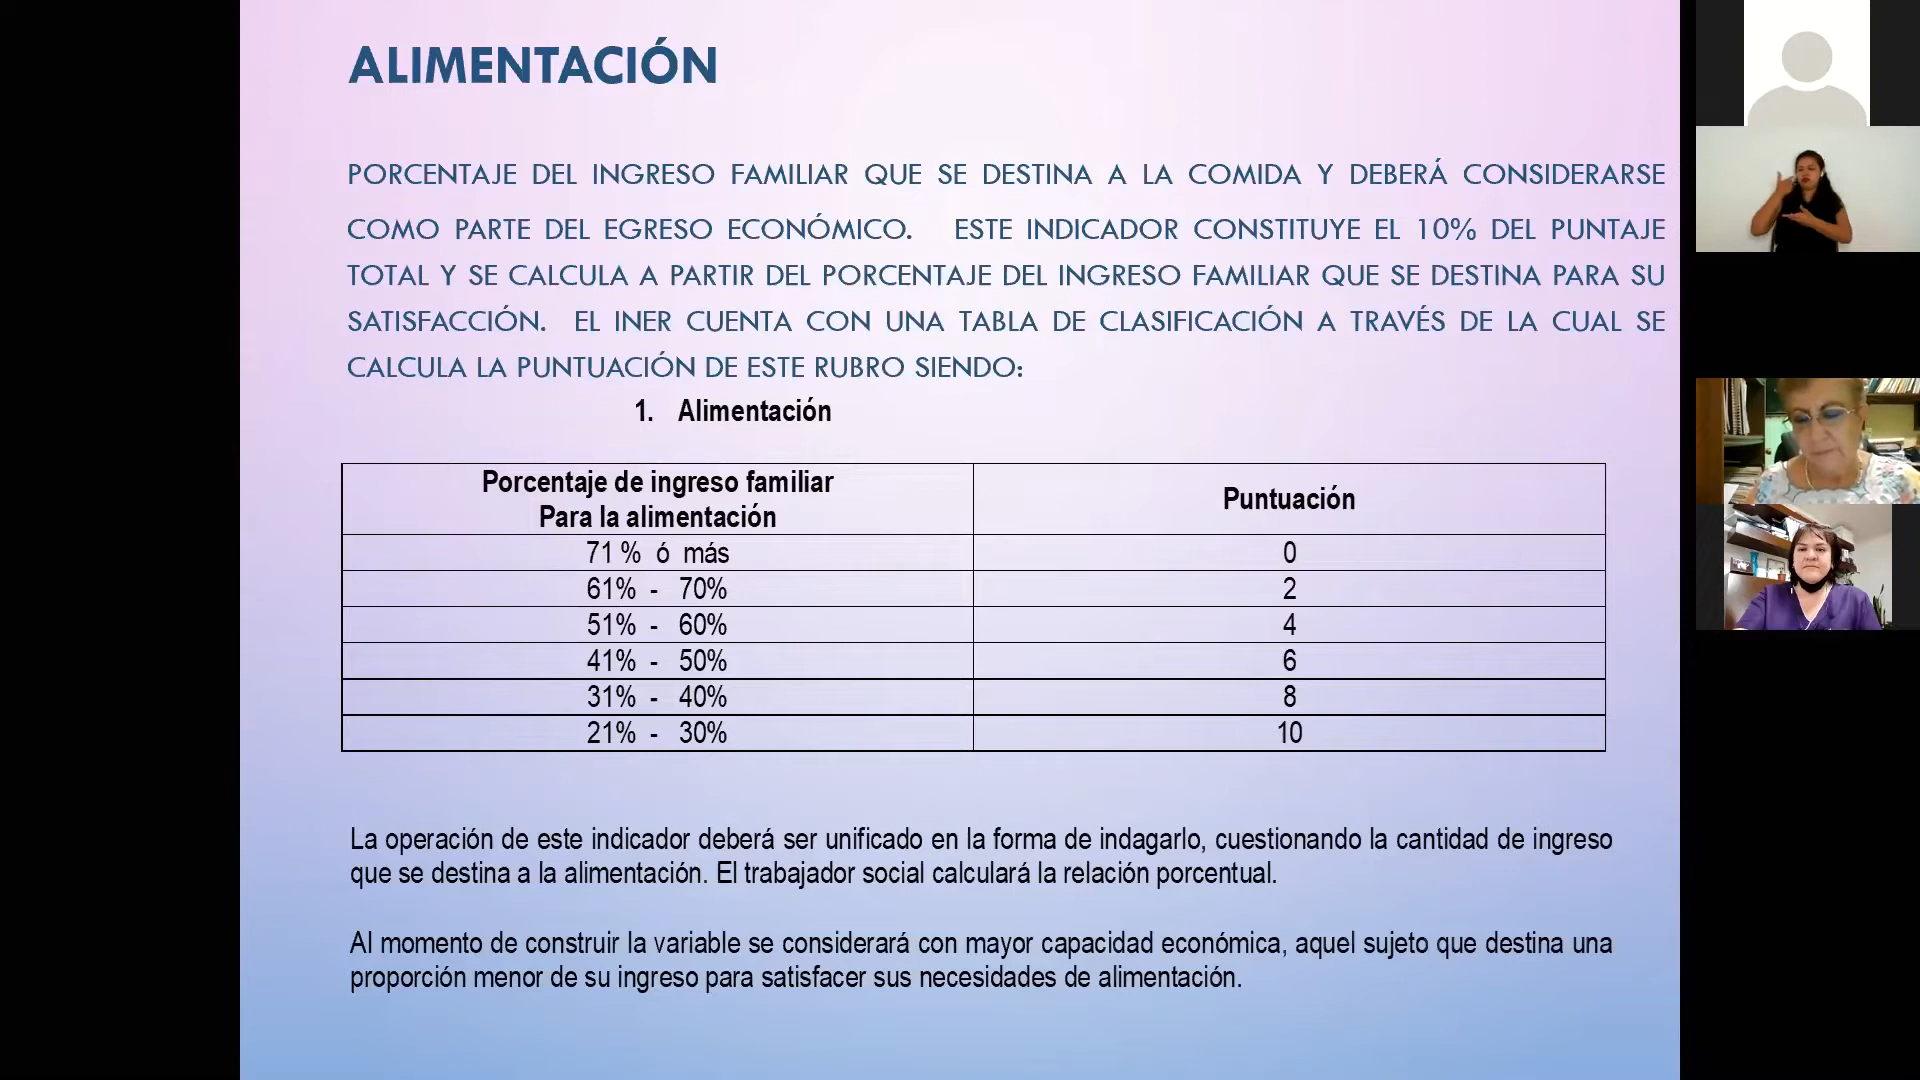 ALIMENTACIÓN
PORCENTAJE DEL INGRESO FAMILIAR QUE SE DESTINA A LA COMIDA Y DEBERÁ CONSIDERARSE
COMO PARTE DEL EGRESO ECONÓMICO. ESTE INDICADOR CONSTITUYE EL 10% DEL PUNTAJE
TOTAL Y SE CALCULA A PARTIR DEL PORCENTAJE DEL INGRESO FAMILIAR QUE SE DESTINA PARA SU
SATISFACCIÓN. EL INER CUENTA CON UNA TABLA DE CLASIFICACIÓN A TRAVÉS DE LA CUAL SE
CALCULA LA PUNTUACIÓN DE ESTE RUBRO SIENDO:
1. Alimentación
Porcentaje de ingreso familiar
Para la alimentación
Puntuación
71 % ó más 0
61% - 70% 2
51% - 60% 4
41% - 50% 6
31% - 40% 8
21% - 30% 10
La operación de este indicador deberá ser unificado en la forma de indagarlo, cuestionando la cantidad de ingreso
que se destina a la alimentación. El trabajador social calculará la relación porcentual.
Al momento de construir la variable se considerará con mayor capacidad económica, aquel sujeto que destina una
proporción menor de su ingreso para satisfacer sus necesidades de alimentación.